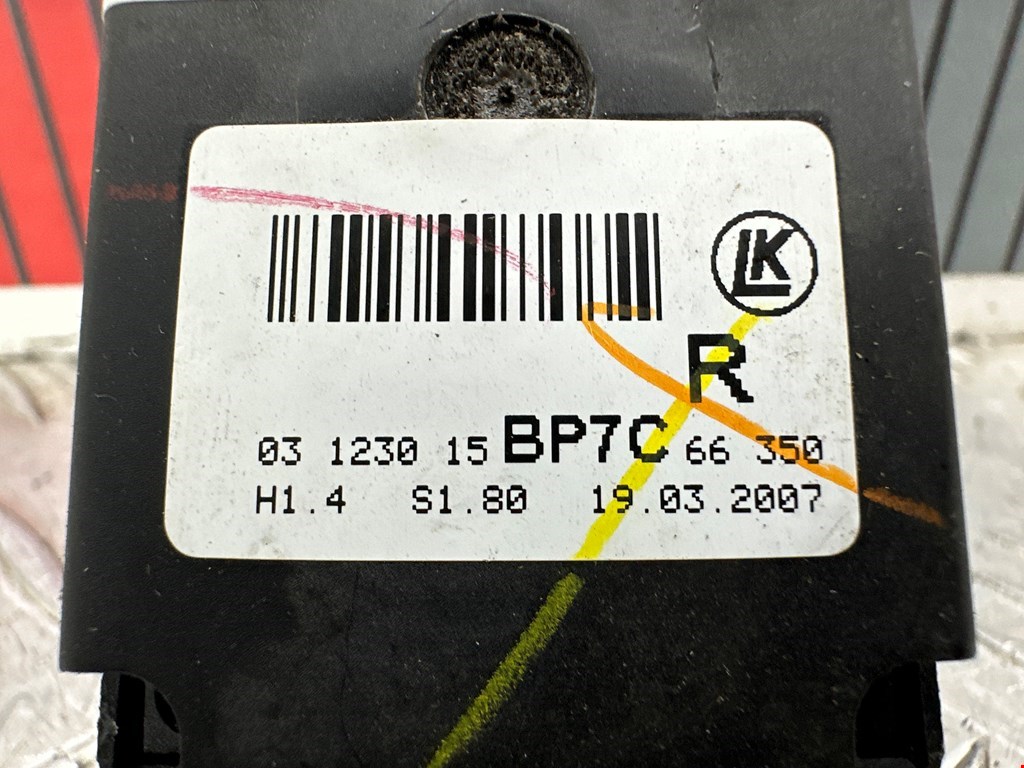 LK
R
03 1230 15 BP7C 66 350
H1.4 S1.80 19.03.2007